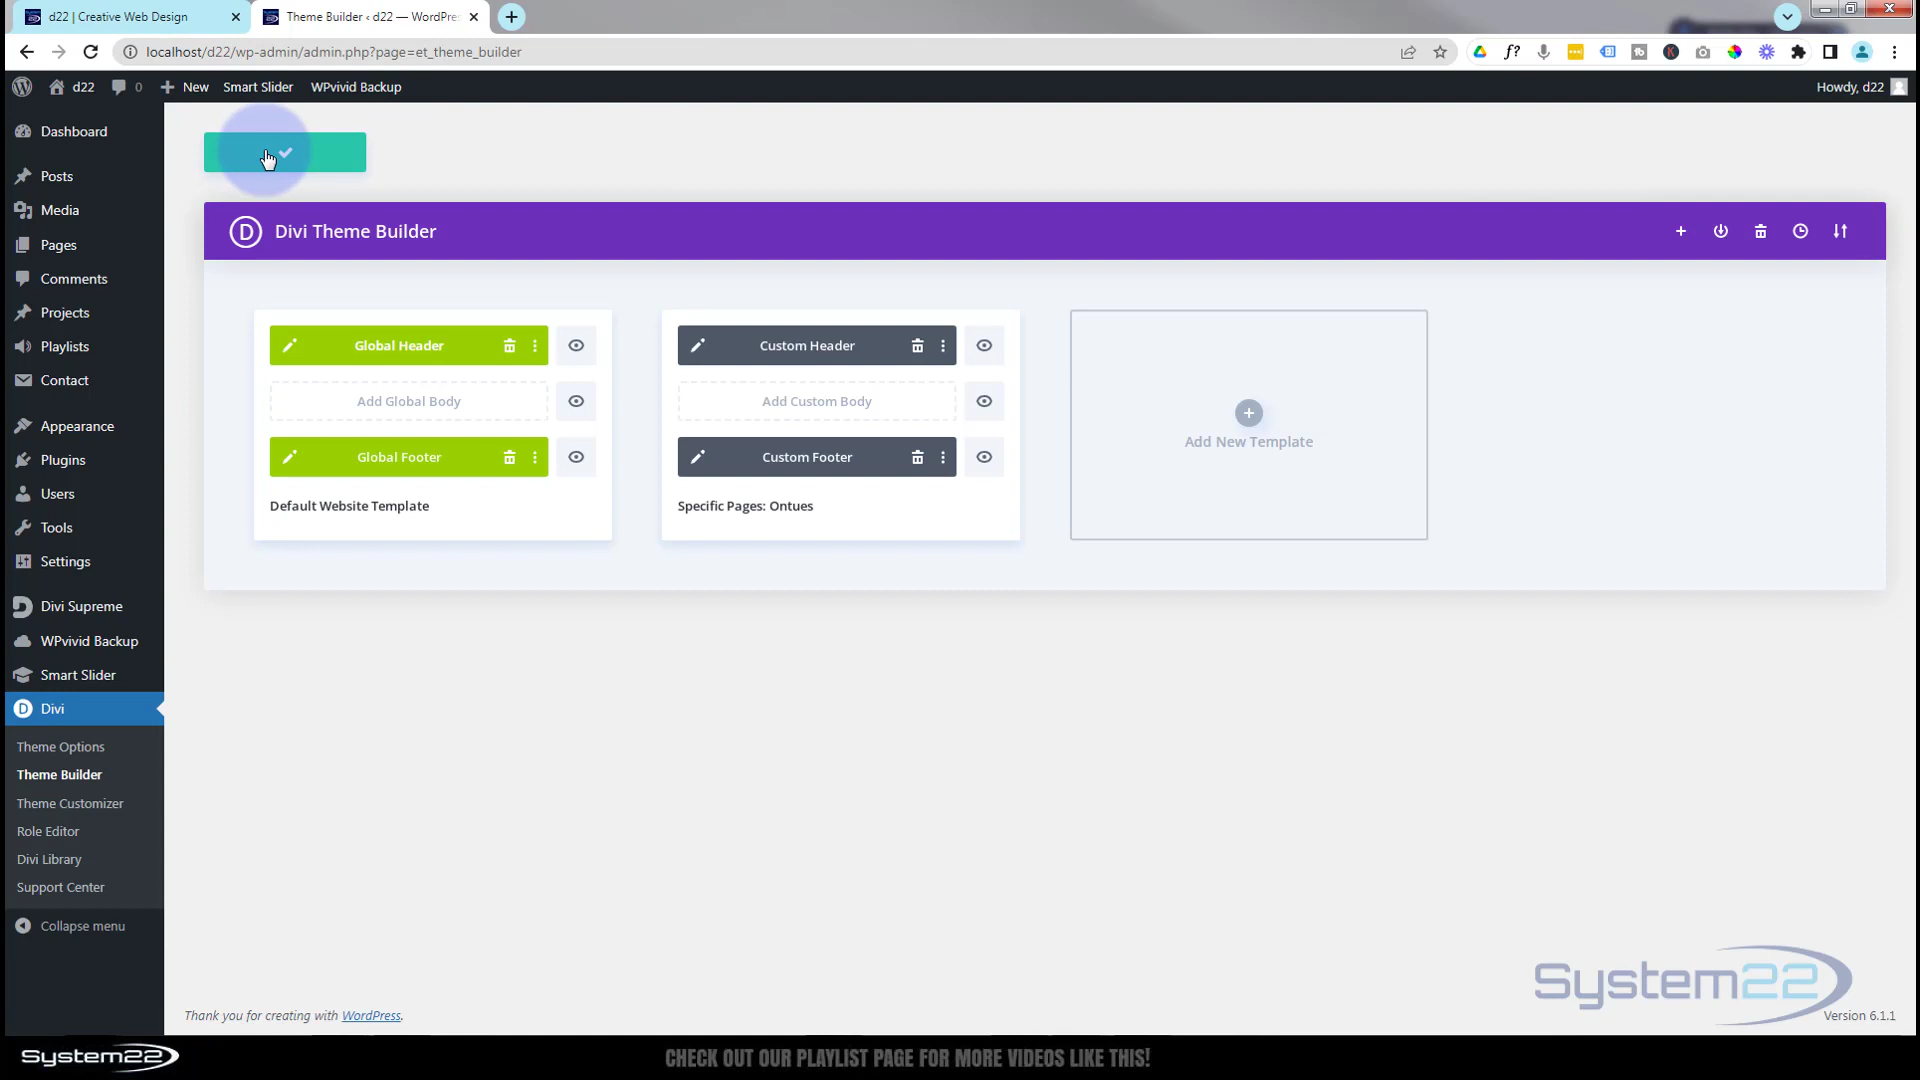 d22 | Creative Web Design
Theme Builder ‹ d22 — WordPre
localhost/d22/wp-admin/admin.php?page=et_theme_builder
d22
0
New
Smart Slider
WPvivid Backup
Howdy, d22
Dashboard
Posts
Media
Pages
Comments
Projects
Playlists
Contact
Appearance
Plugins
Users
Tools
Settings
Divi Supreme
WPvivid Backup
Smart Slider
Divi
Theme Options
Theme Builder
Theme Customizer
Role Editor
Divi Library
Support Center
Collapse menu
D Divi Theme Builder
Global Header
Add Global Body
Global Footer
Default Website Template
Custom Header
Add Custom Body
Custom Footer
Specific Pages: Ontues
Add New Template
Thank you for creating with WordPress.
System22
Version 6.1.1
System22
CHECK OUT OUR PLAYLIST PAGE FOR MORE VIDEOS LIKE THIS!